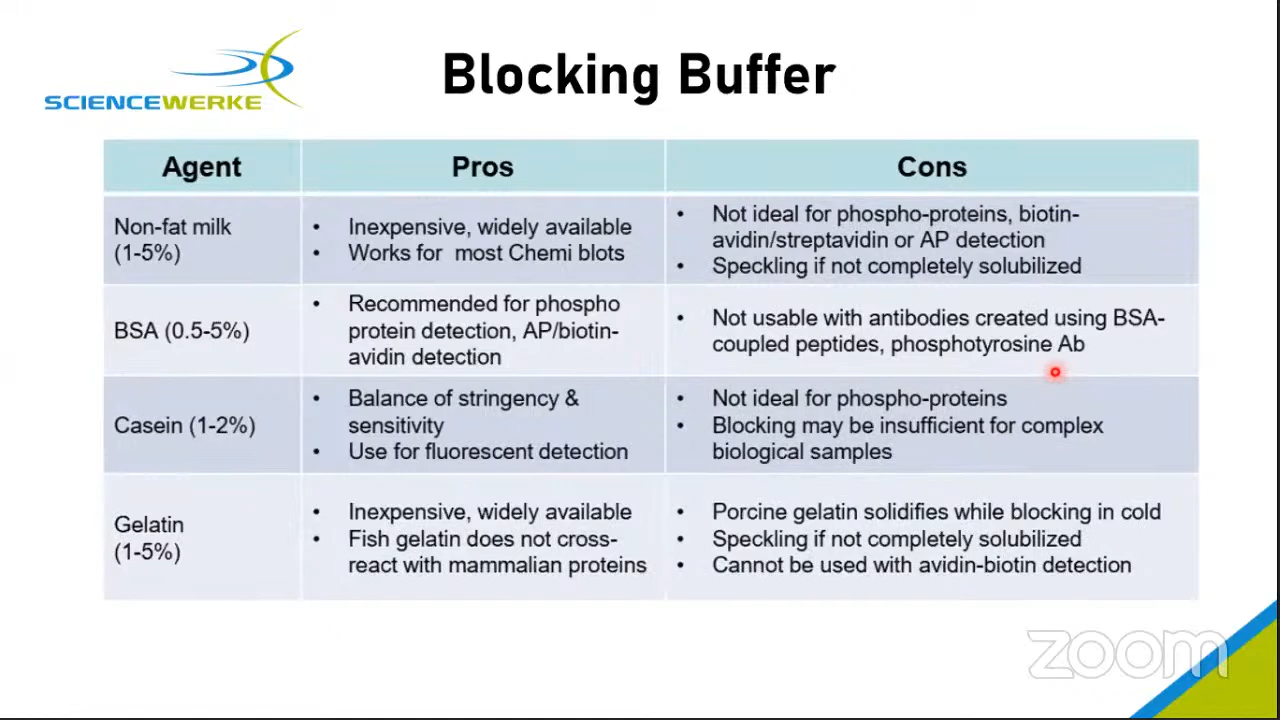 SCIENCEWERKE
Blocking Buffer
Agent
Pros
Cons
Non-fat milk
(1-5%)
• Inexpensive, widely available
• Works for most Chemi blots
• Not ideal for phospho-proteins, biotin-
avidin/streptavidin or AP detection
• Speckling if not completely solubilized
BSA (0.5-5%)
• Recommended for phospho
protein detection, AP/biotin-
avidin detection
• Not usable with antibodies created using BSA-
coupled peptides, phosphotyrosine Ab
Casein (1-2%)
• Balance of stringency &
sensitivity
• Use for fluorescent detection
• Not ideal for phospho-proteins
• Blocking may be insufficient for complex
biological samples
Gelatin
(1-5%)
• Inexpensive, widely available
• Fish gelatin does not cross-
react with mammalian proteins
• Porcine gelatin solidifies while blocking in cold
• Speckling if not completely solubilized
• Cannot be used with avidin-biotin detection
zoom